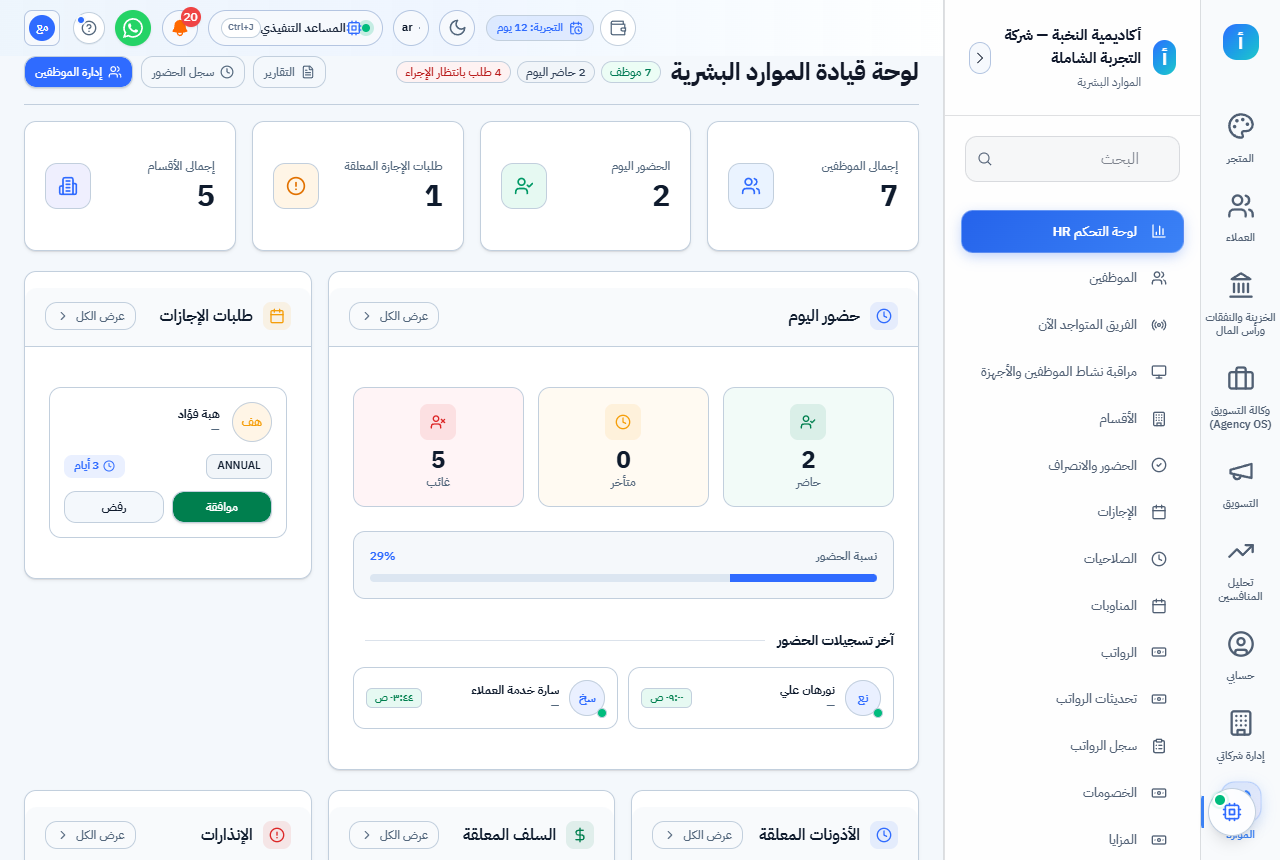 أ
المتجر
العملاء
الخزينة والنفقات
ورأس المال
وكالة التسويق
(Agency OS)
التسويق
تحليل
المنافسين
حسابي
إدارة شركاتي
الموارد
أ
أكاديمية النخبة — شركة
التجربة الشاملة
الموارد البشرية
البحث
لوحة التحكم HR
الموظفين
الفريق المتواجد الآن
مراقبة نشاط الموظفين والأجهزة
الأقسام
الحضور والانصراف
الإجازات
الصلاحيات
المناوبات
الرواتب
تحديثات الرواتب
سجل الرواتب
الخصومات
المزايا
التجربة: 12 يوم
ar
المساعد التنفيذي
Ctrl+J
20
مع
لوحة قيادة الموارد البشرية
7 موظف
2 حاضر اليوم
4 طلب بانتظار الإجراء
التقارير
سجل الحضور
إدارة الموظفين
إجمالي الموظفين
7
الحضور اليوم
2
طلبات الإجازة المعلقة
1
إجمالي الأقسام
5
حضور اليوم
عرض الكل
2
حاضر
0
متأخر
5
غائب
نسبة الحضور
29%
آخر تسجيلات الحضور
نع
نورهان علي
—
٠٩:٠٠ ص
سخ
سارة خدمة العملاء
—
٠٣:٤٤ ص
طلبات الإجازات
عرض الكل
هف
هبة فؤاد
—
ANNUAL
3 أيام
موافقة
رفض
الأذونات المعلقة
عرض الكل
السلف المعلقة
عرض الكل
الإنذارات
عرض الكل